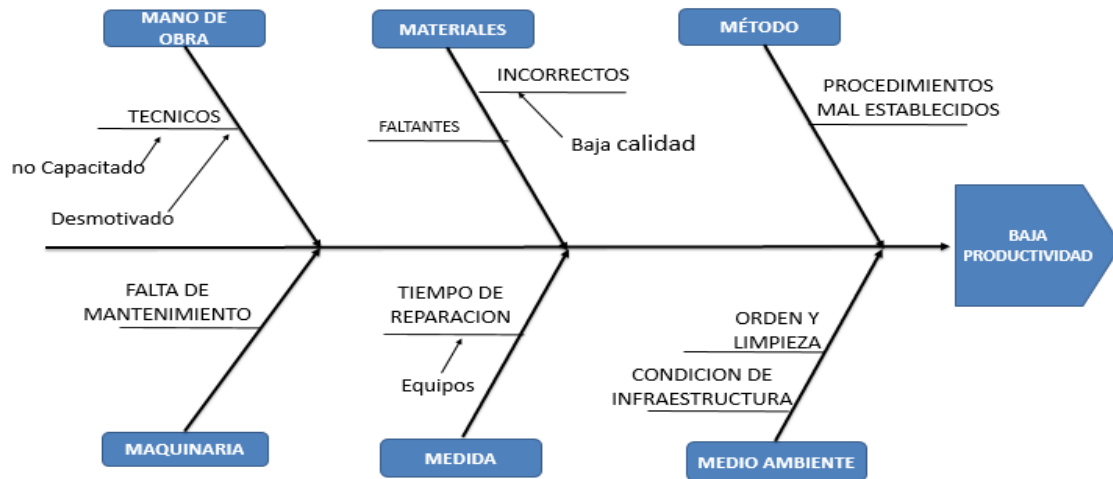 MANO DE
OBRA
MATERIALES
MÉTODO
TECNICOS
no Capacitado
Desmotivado
INCORRECTOS
FALTANTES
Baja calidad
PROCEDIMIENTOS
MAL ESTABLECIDOS
BAJA
PRODUCTIVIDAD
FALTA DE
MANTENIMIENTO
TIEMPO DE
REPARACION
Equipos
ORDEN Y
LIMPIEZA
CONDICION DE
INFRAESTRUCTURA
MAQUINARIA
MEDIDA
MEDIO AMBIENTE